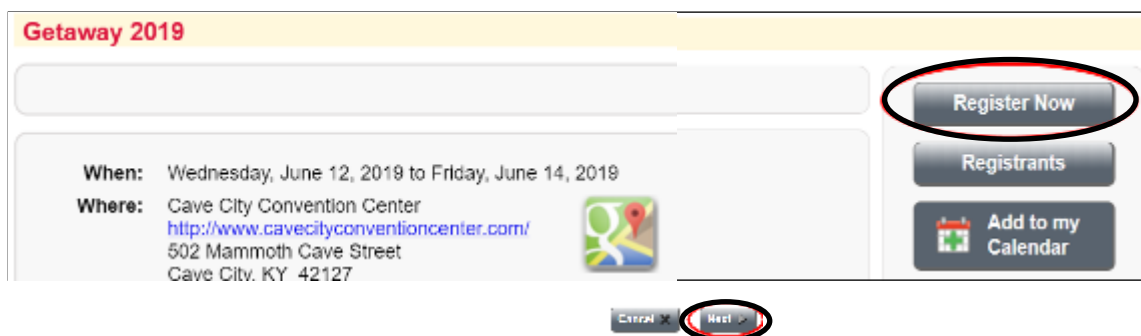 Getaway 2019
Register Now
Registrants
Add to my
Calendar
When: Wednesday, June 12, 2019 to Friday, June 14, 2019
Where: Cave City Convention Center
http://www.cavecityconventioncenter.com/
502 Mammoth Cave Street
Cave City, KY 42127
Cancel
Next